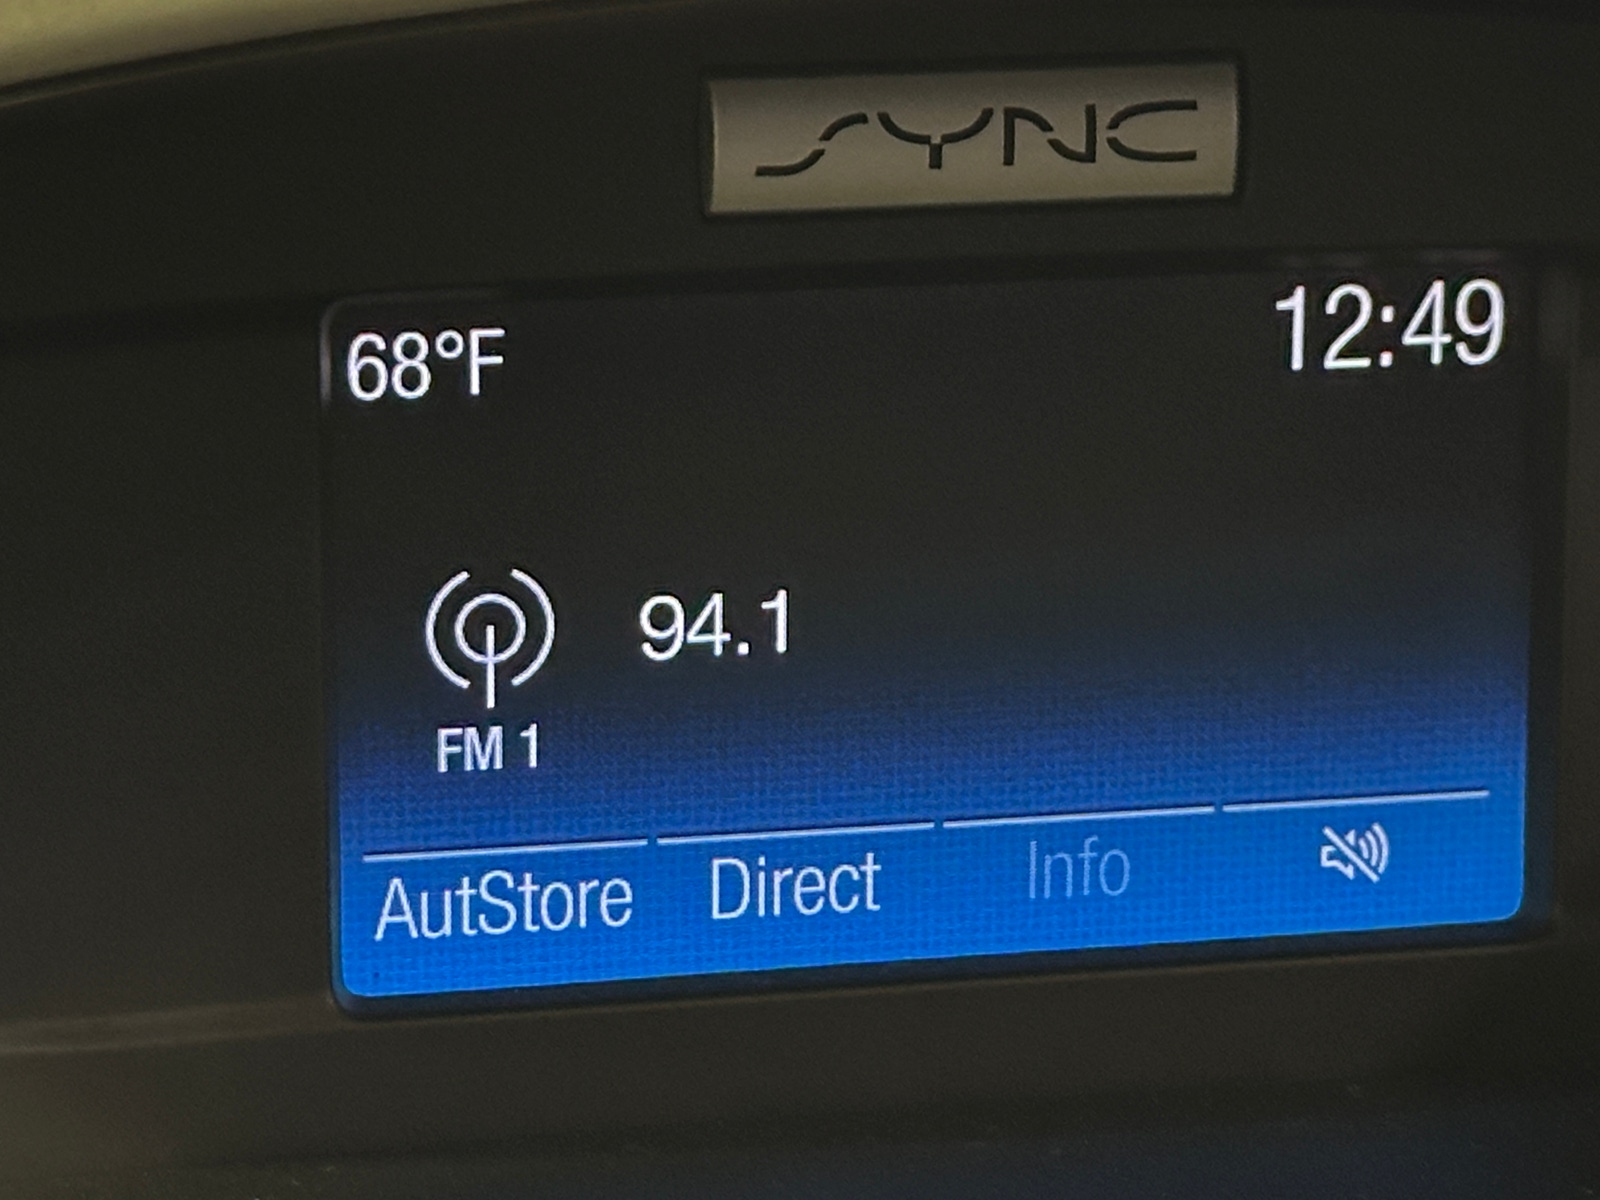 SYNC
68°F
12:49
94.1
FM 1
AutStore
Direct
Info